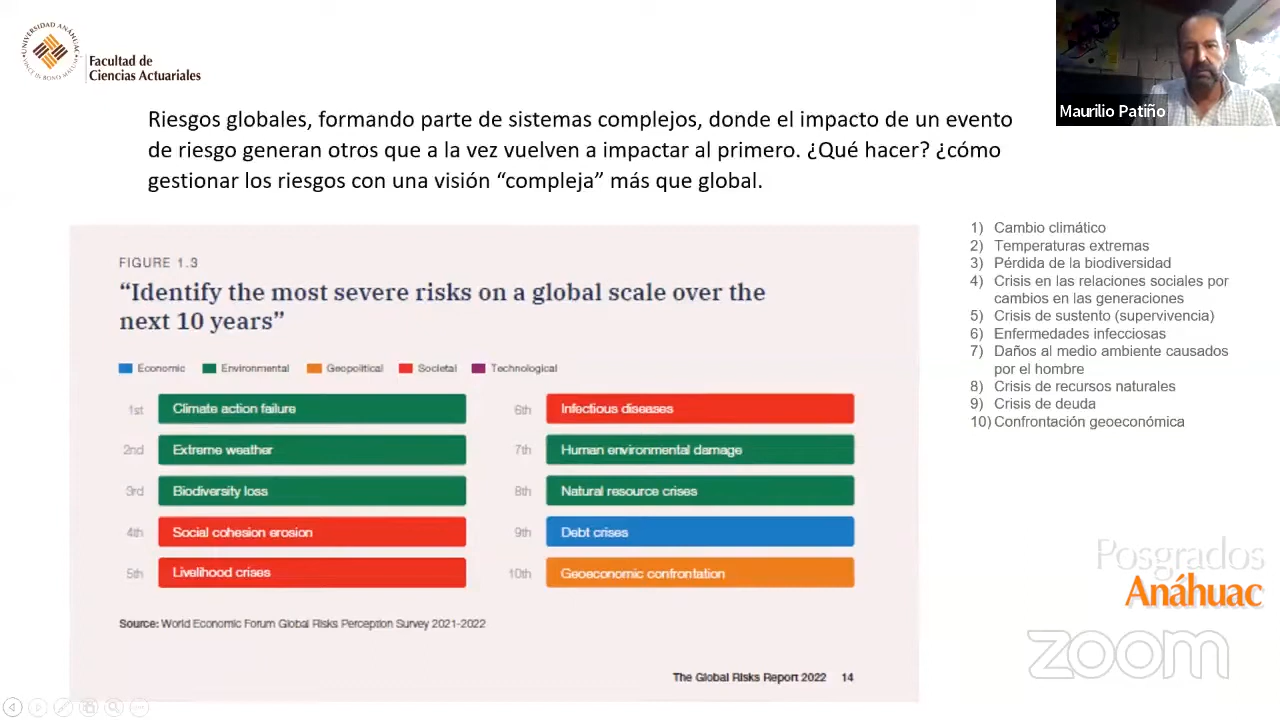 UNIVERSIDAD ANÁHUAC
VINCE IN BONO MALUM
Facultad de
Ciencias Actuariales
Maurilio Patiño
Riesgos globales, formando parte de sistemas complejos, donde el impacto de un evento
de riesgo generan otros que a la vez vuelven a impactar al primero. ¿Qué hacer? ¿cómo
gestionar los riesgos con una visión “compleja” más que global.
FIGURE 1.3
“Identify the most severe risks on a global scale over the
next 10 years”
Economic Environmental Geopolitical Societal Technological
1st Climate action failure
2nd Extreme weather
3rd Biodiversity loss
4th Social cohesion erosion
5th Livelihood crises
6th Infectious diseases
7th Human environmental damage
8th Natural resource crises
9th Debt crises
10th Geoeconomic confrontation
Source: World Economic Forum Global Risks Perception Survey 2021-2022
The Global Risks Report 2022 14
1) Cambio climático
2) Temperaturas extremas
3) Pérdida de la biodiversidad
4) Crisis en las relaciones sociales por
cambios en las generaciones
5) Crisis de sustento (supervivencia)
6) Enfermedades infecciosas
7) Daños al medio ambiente causados
por el hombre
8) Crisis de recursos naturales
9) Crisis de deuda
10) Confrontación geoeconómica
Posgrados
Anáhuac
zoom